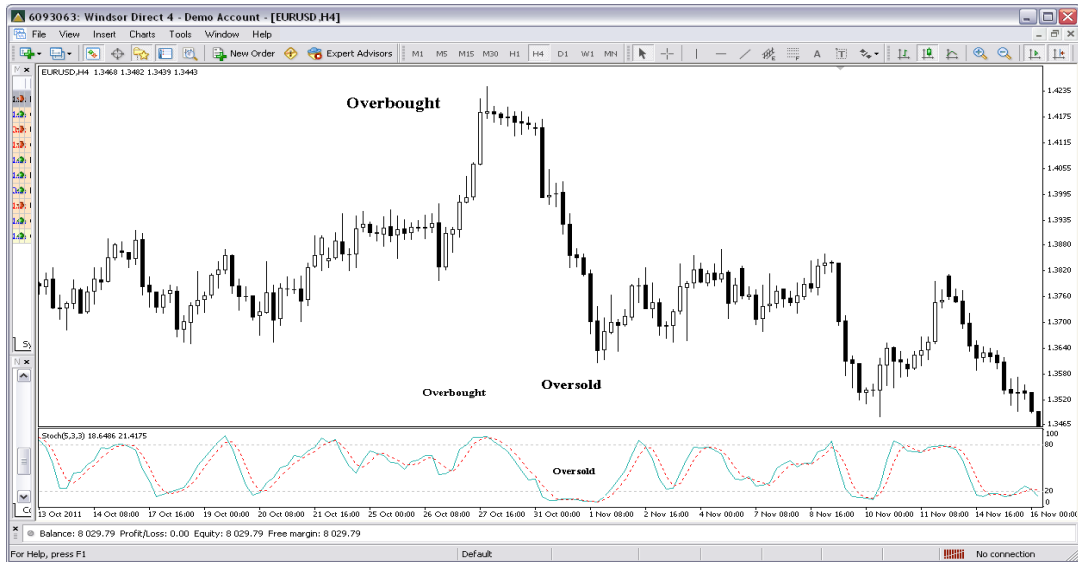 6093063: Windsor Direct 4 - Demo Account - [EURUSD,H4]
File View Insert Charts Tools Window Help
New Order Expert Advisors M1 M5 M15 M30 H1 H4 D1 W1 MN A T
EURUSD,H4 1.3468 1.3482 1.3439 1.3443
Overbought
1.4235
1.4175
1.4120
1.4055
1.3995
1.3935
1.3880
1.3820
1.3760
1.3700
1.3640
1.3580
1.3520
1.3465
Oversold
Overbought
Stoch(5,3,3) 18.6486 21.4175
100
80
Oversold
20
0
13 Oct 2011 14 Oct 08:00 17 Oct 16:00 19 Oct 00:00 20 Oct 08:00 21 Oct 16:00 25 Oct 00:00 26 Oct 08:00 27 Oct 16:00 31 Oct 00:00 1 Nov 08:00 2 Nov 16:00 4 Nov 00:00 7 Nov 08:00 8 Nov 16:00 10 Nov 00:00 11 Nov 08:00 14 Nov 16:00 16 Nov 00:00
Balance: 8 029.79 Profit/Loss: 0.00 Equity: 8 029.79 Free margin: 8 029.79
For Help, press F1 Default No connection